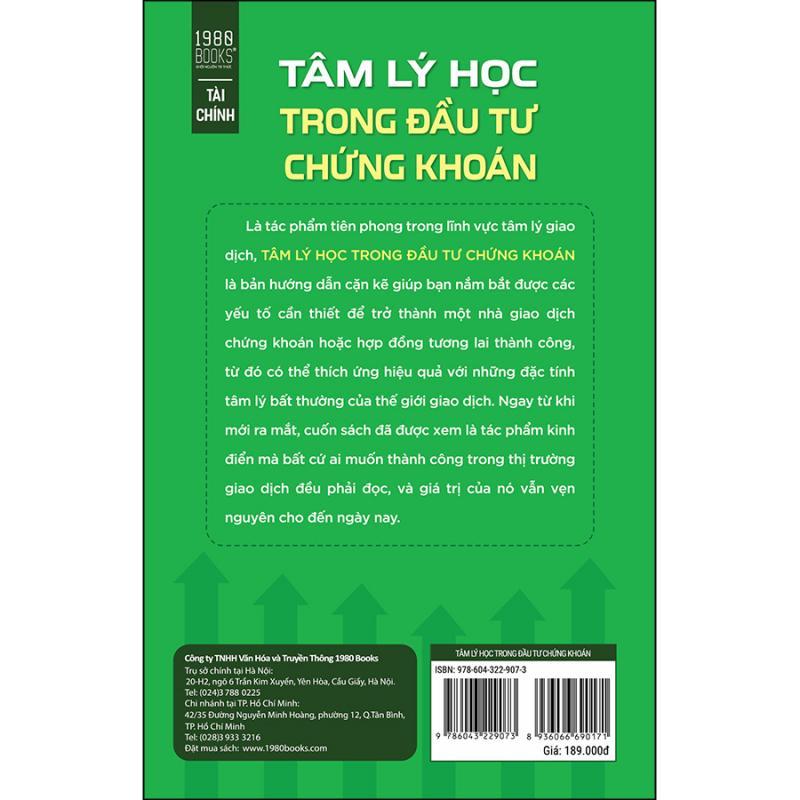 1980
BOOKS®
KHƠI NGUỒN TRI THỨC
TÀI
CHÍNH
TÂM LÝ HỌC
TRONG ĐẦU TƯ
CHỨNG KHOÁN
Là tác phẩm tiên phong trong lĩnh vực tâm lý giao
dịch, TÂM LÝ HỌC TRONG ĐẦU TƯ CHỨNG KHOÁN
là bản hướng dẫn cặn kẽ giúp bạn nắm bắt được các
yếu tố cần thiết để trở thành một nhà giao dịch
chứng khoán hoặc hợp đồng tương lai thành công,
từ đó có thể thích ứng hiệu quả với những đặc tính
tâm lý bất thường của thế giới giao dịch. Ngay từ khi
mới ra mắt, cuốn sách đã được xem là tác phẩm kinh
điển mà bất cứ ai muốn thành công trong thị trường
giao dịch đều phải đọc, và giá trị của nó vẫn vẹn
nguyên cho đến ngày nay.
Công ty TNHH Văn Hóa và Truyền Thông 1980 Books
Trụ sở chính tại Hà Nội:
20-H2, ngõ 6 Trần Kim Xuyến, Yên Hòa, Cầu Giấy, Hà Nội.
Tel: (024)3 788 0225
Chi nhánh tại TP. Hồ Chí Minh:
42/35 Đường Nguyễn Minh Hoàng, phường 12, Q.Tân Bình,
TP. Hồ Chí Minh
Tel: (028)3 933 3216
Đặt mua sách: www.1980books.com
TÂM LÝ HỌC TRONG ĐẦU TƯ CHỨNG KHOÁN
ISBN: 978-604-322-907-3
9 786043 229073
8 936066 690171
Giá: 189.000đ